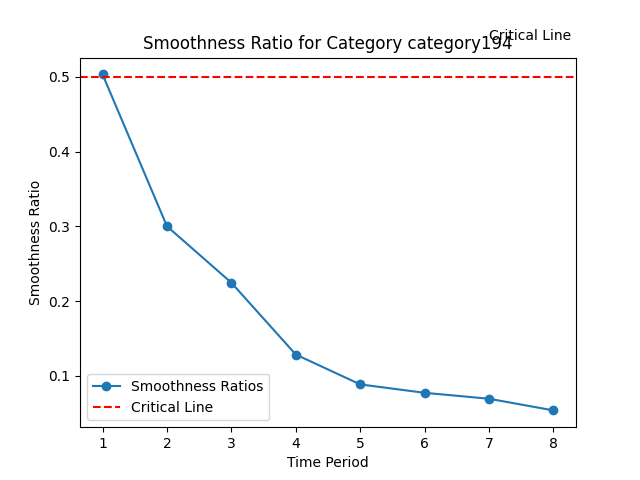 Critical Line
Smoothness Ratio for Category category194
0.5
0.4
0.3
0.2
0.1
Smoothness Ratio
Smoothness Ratios
Critical Line
1 2 3 4 5 6 7 8
Time Period